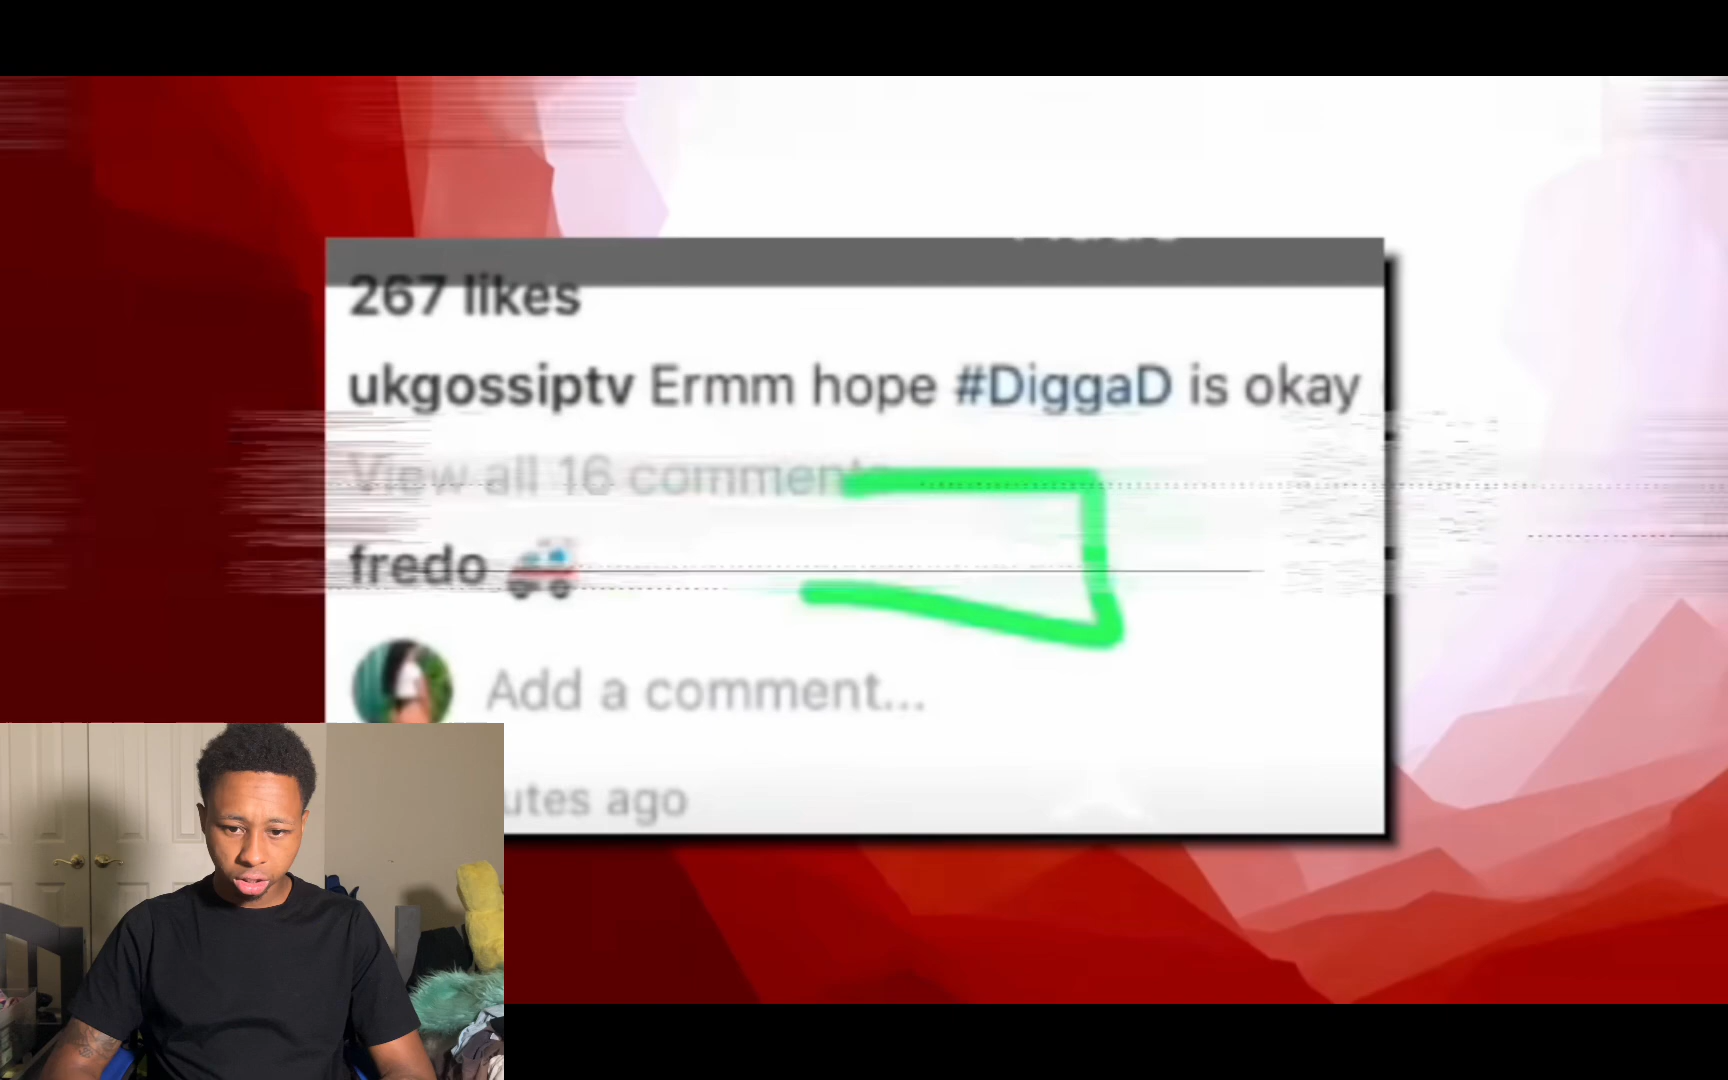 267 likes
ukgossiptv Ermm hope #DiggaD is okay
View all 16 comments
fredo 🚑
Add a comment...
utes ago